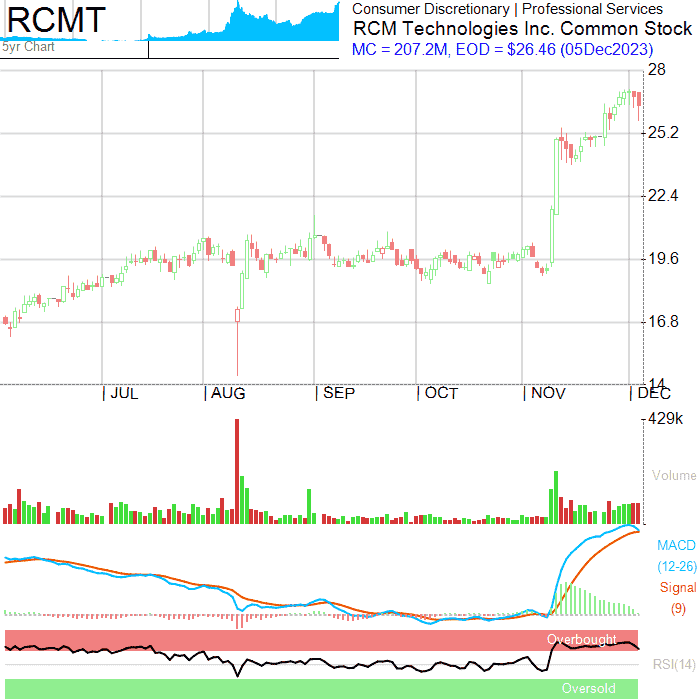 RCMT
5yr Chart
Consumer Discretionary | Professional Services
RCM Technologies Inc. Common Stock
MC = 207.2M, EOD = $26.46 (05Dec2023)
28
25.2
22.4
19.6
16.8
14
| JUL | AUG | SEP | OCT | NOV | DEC
429k
Volume
MACD
(12-26)
Signal
(9)
Overbought
RSI(14)
Oversold